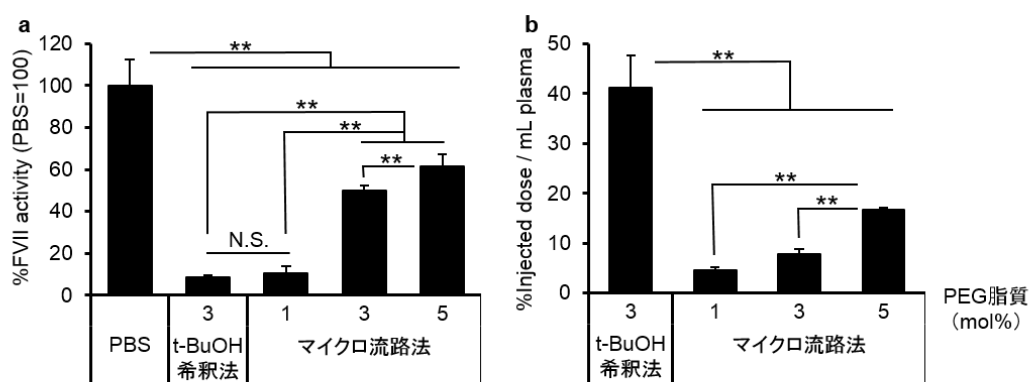 a
%FVII activity (PBS=100)
120
100
80
60
40
20
0
**
**
**
**
N.S.
3
1
3
5
PBS
t-BuOH
希釈法
マイクロ流路法
b
%Injected dose / mL plasma
50
40
30
20
10
0
**
**
**
3
1
3
5
t-BuOH
希釈法
マイクロ流路法
PEG脂質
(mol%)